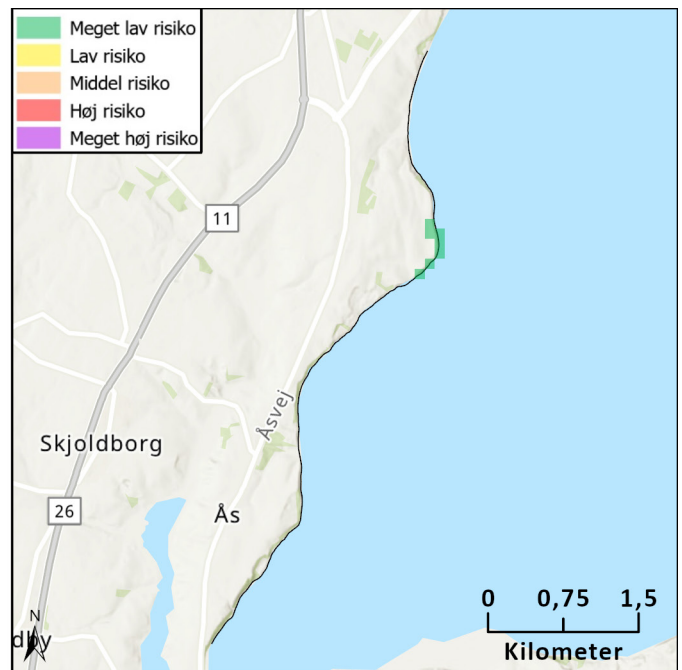 Meget lav risiko
Lav risiko
Middel risiko
Høj risiko
Meget høj risiko
11
Åsvej
Skjoldborg
26
Ås
N
dby
0 0,75 1,5
Kilometer